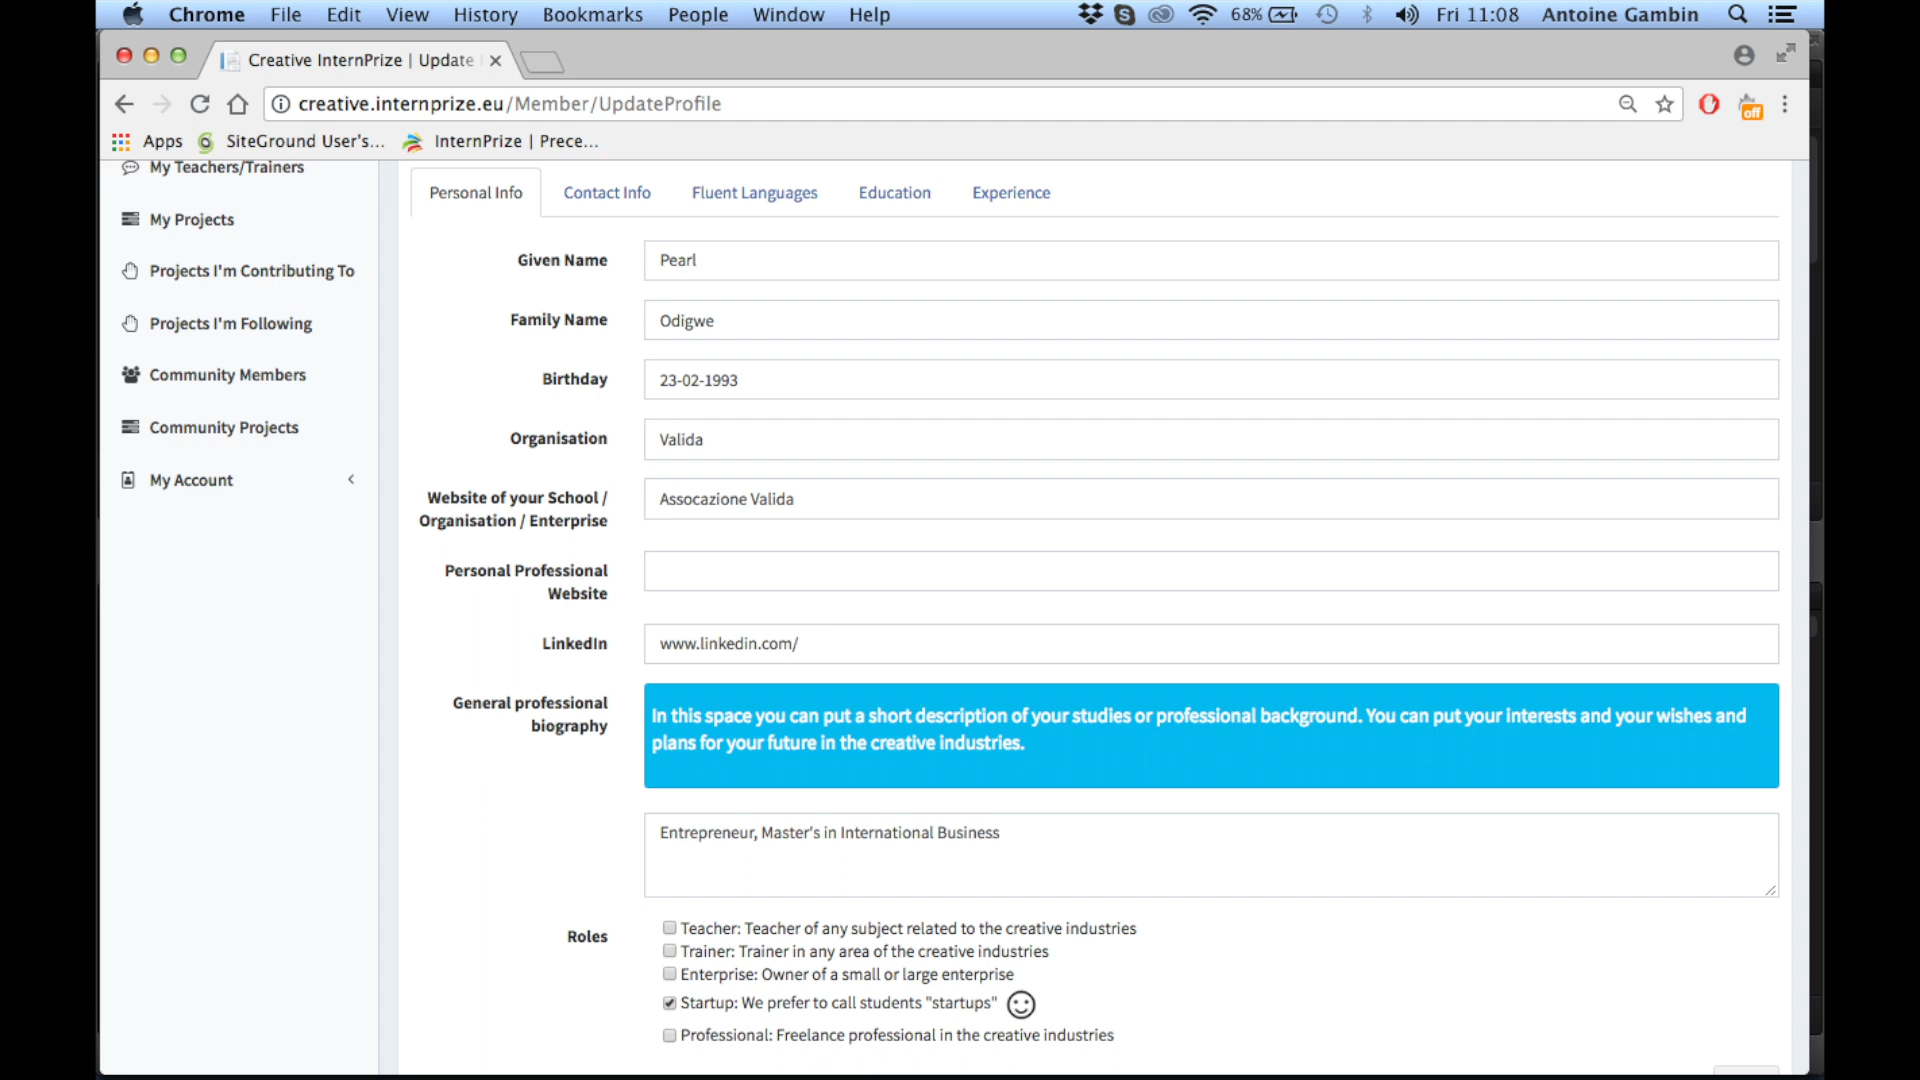 Chrome File Edit View History Bookmarks People Window Help 68% Fri 11:08 Antoine Gambin
Creative InternPrize | Update
creative.internprize.eu/Member/UpdateProfile
off
Apps SiteGround User's... InternPrize | Prece...
My Teachers/Trainers
My Projects
Projects I'm Contributing To
Projects I'm Following
Community Members
Community Projects
My Account
Personal Info Contact Info Fluent Languages Education Experience
Given Name Pearl
Family Name Odigwe
Birthday 23-02-1993
Organisation Valida
Website of your School /
Organisation / Enterprise
Assocazione Valida
Personal Professional
Website
LinkedIn www.linkedin.com/
General professional
biography
In this space you can put a short description of your studies or professional background. You can put your interests and your wishes and
plans for your future in the creative industries.
Entrepreneur, Master's in International Business
Roles
Teacher: Teacher of any subject related to the creative industries
Trainer: Trainer in any area of the creative industries
Enterprise: Owner of a small or large enterprise
Startup: We prefer to call students "startups"
Professional: Freelance professional in the creative industries